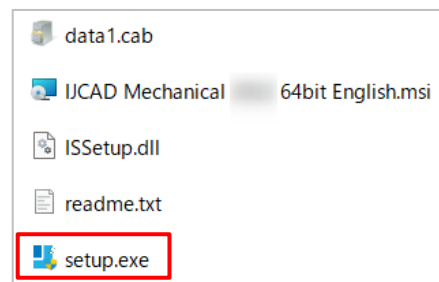 data1.cab
IJCAD Mechanical 64bit English.msi
ISSetup.dll
readme.txt
setup.exe